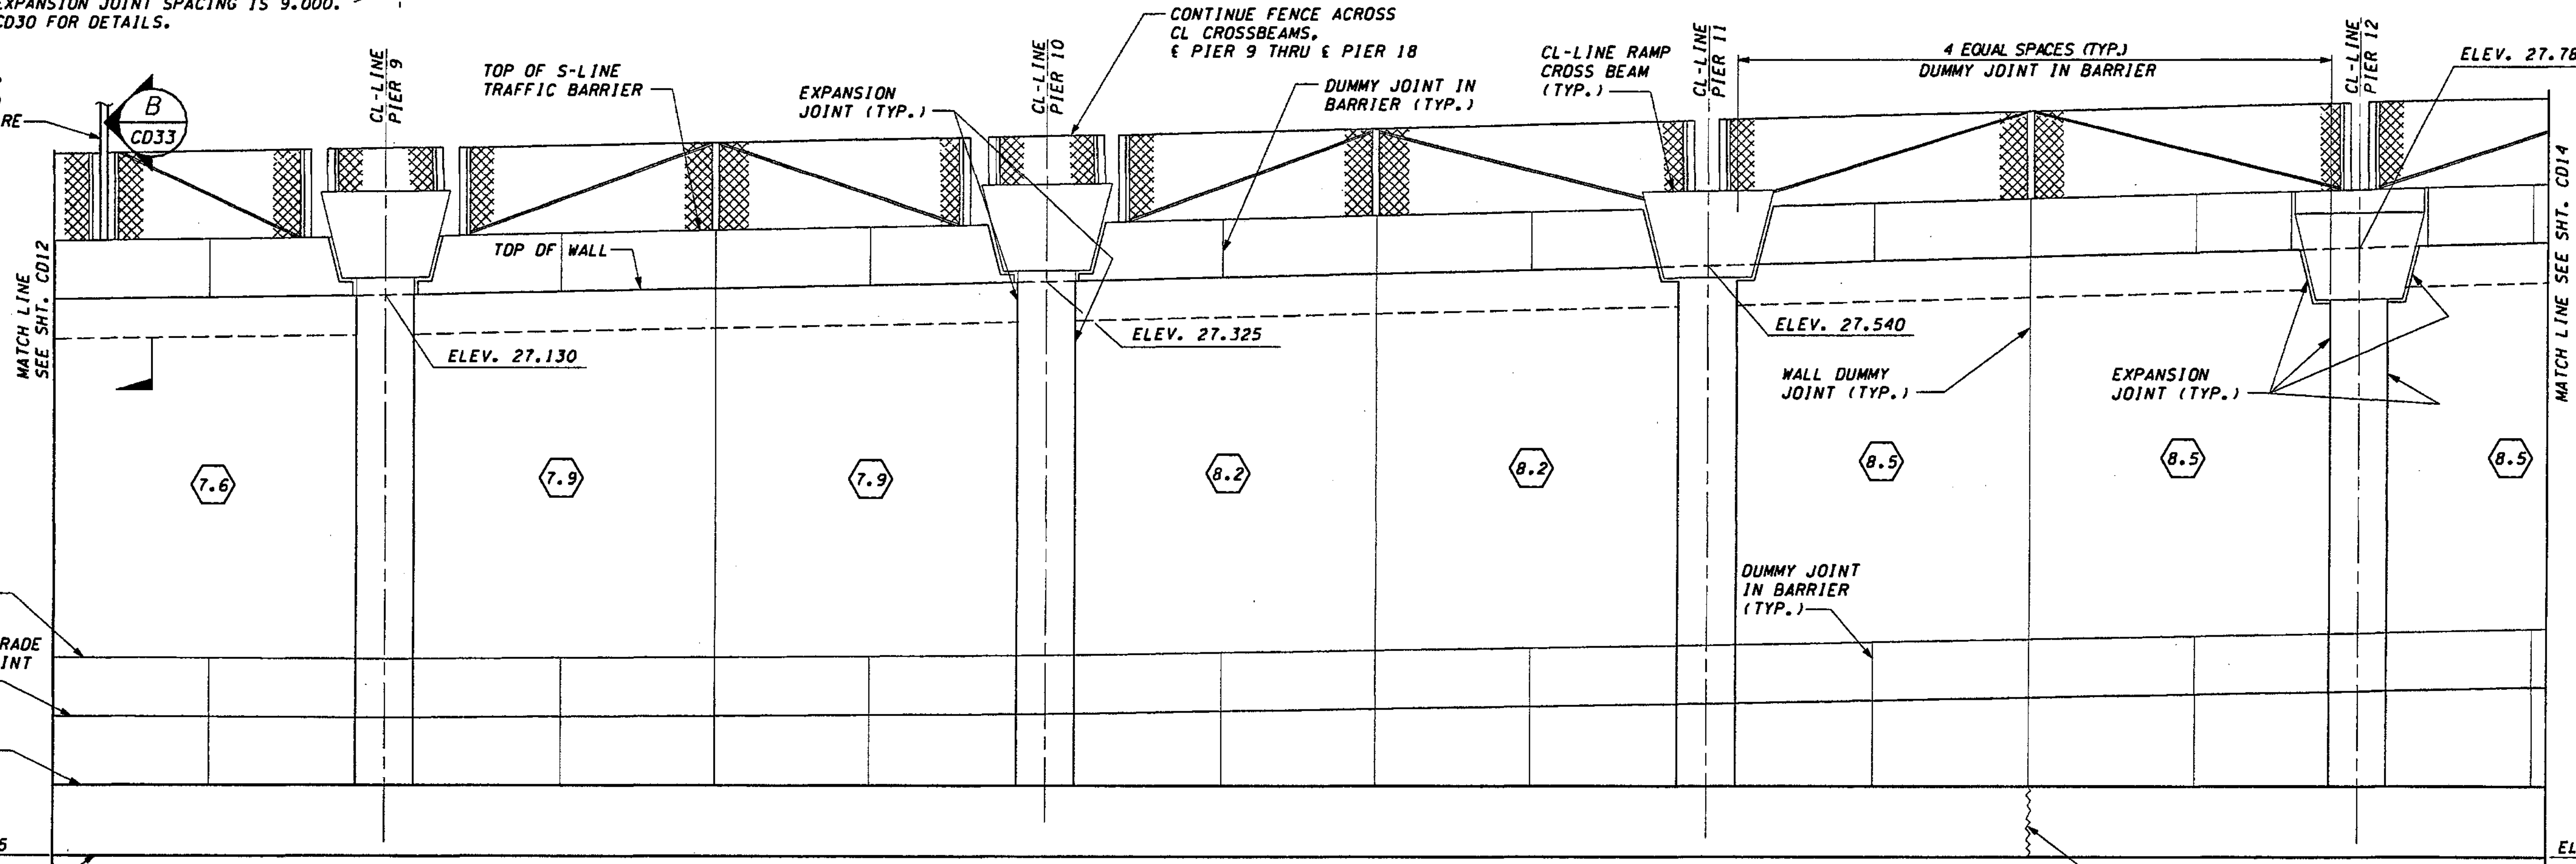 EXPANSION JOINT SPACING IS 9.000.
CD30 FOR DETAILS.
RE
B
CD33
CL-LINE
PIER 9
TOP OF S-LINE
TRAFFIC BARRIER
EXPANSION
JOINT (TYP.)
CL-LINE
PIER 10
CONTINUE FENCE ACROSS
CL CROSSBEAMS.
℄ PIER 9 THRU ℄ PIER 18
DUMMY JOINT IN
BARRIER (TYP.)
CL-LINE RAMP
CROSS BEAM
(TYP.)
CL-LINE
PIER 11
4 EQUAL SPACES (TYP.)
DUMMY JOINT IN BARRIER
CL-LINE
PIER 12
ELEV. 27.78
MATCH LINE
SEE SHT. CD12
TOP OF WALL
ELEV. 27.130
ELEV. 27.325
ELEV. 27.540
WALL DUMMY
JOINT (TYP.)
EXPANSION
JOINT (TYP.)
MATCH LINE SEE SHT. CD14
7.6
7.9
7.9
8.2
8.2
8.5
8.5
8.5
DUMMY JOINT
IN BARRIER
(TYP.)
RADE
INT
5
EL